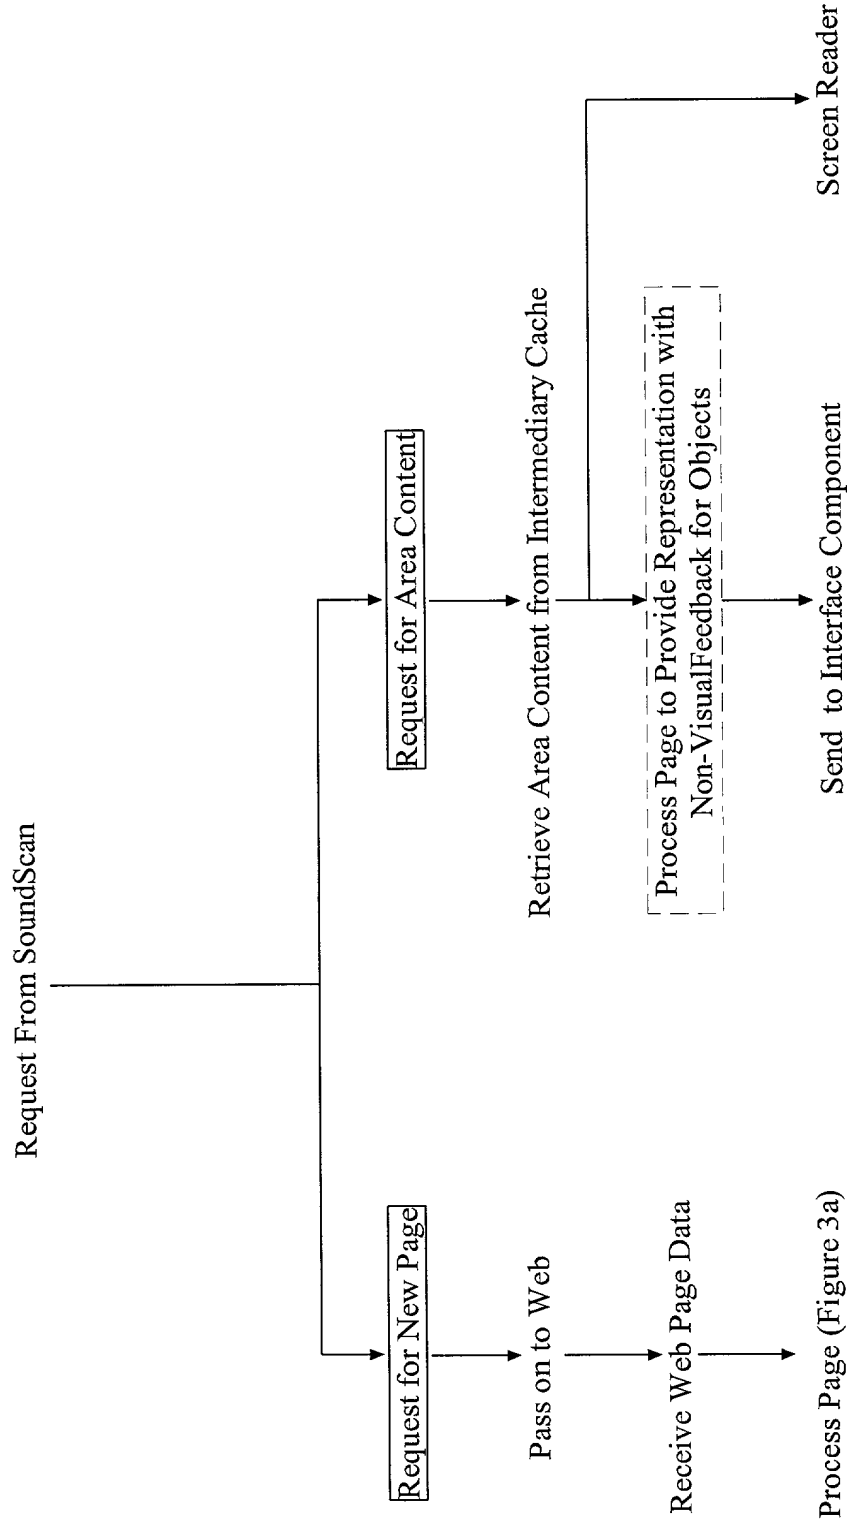 Request From SoundScan
Request for New Page
Request for Area Content
Pass on to Web
Retrieve Area Content from Intermediary Cache
Receive Web Page Data
Process Page to Provide Representation with
Non-VisualFeedback for Objects
Process Page (Figure 3a)
Send to Interface Component
Screen Reader